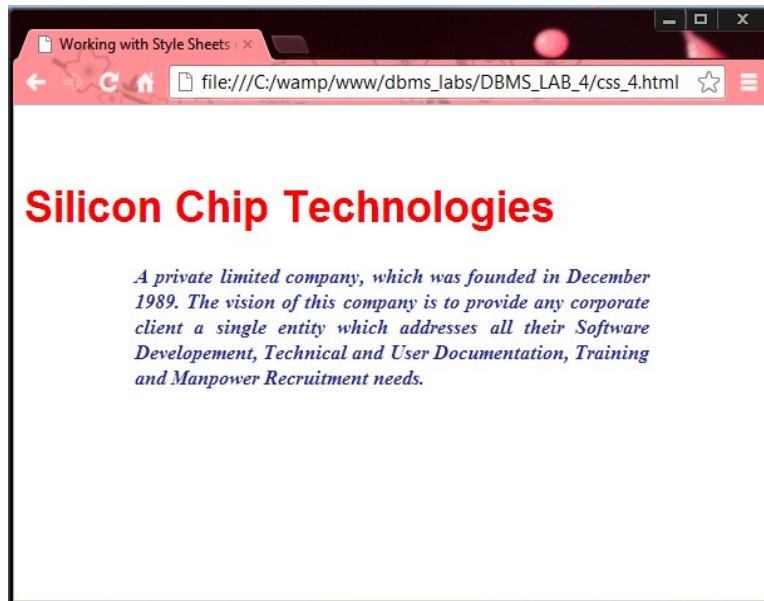 Working with Style Sheets
file:///C:/wamp/www/dbms_labs/DBMS_LAB_4/css_4.html
Silicon Chip Technologies
A private limited company, which was founded in December
1989. The vision of this company is to provide any corporate
client a single entity which addresses all their Software
Developement, Technical and User Documentation, Training
and Manpower Recruitment needs.